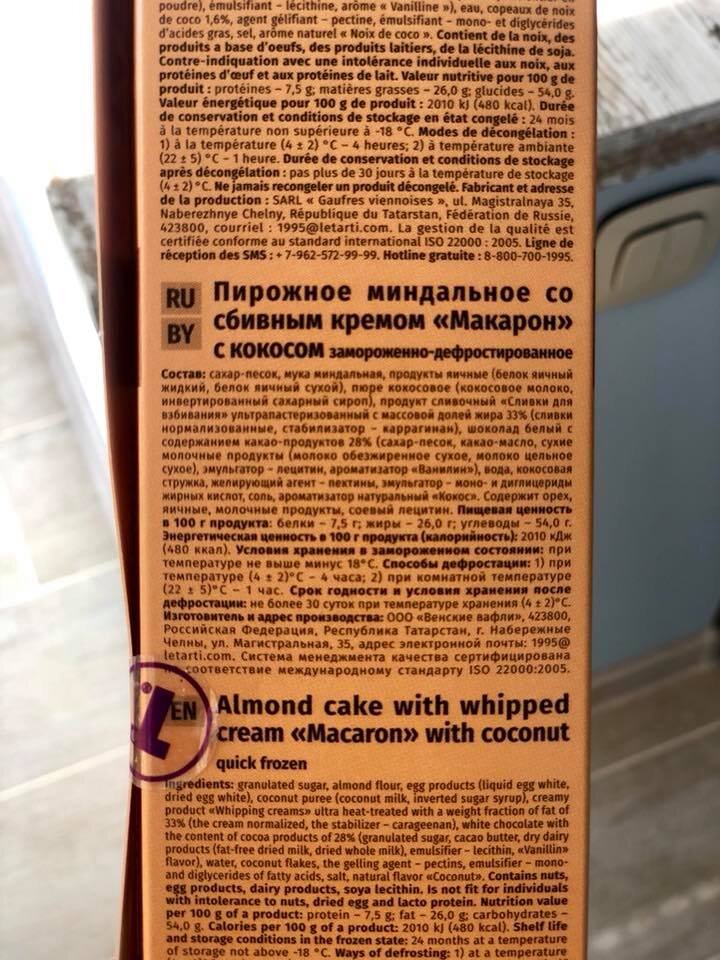 poudre), émulsifiant – lécithine, arôme « Vanilline »), eau, copeaux de noix
de coco 1,6%, agent gélifiant – pectine, émulsifiant – mono- et diglycérides
d'acides gras, sel, arôme naturel « Noix de coco ». Contient de la noix, des
produits a base d'oeufs, des produits laitiers, de la lécithine de soja.
Contre-indiquation avec une intolérance individuelle aux noix, aux
protéines d'œuf et aux protéines de lait. Valeur nutritive pour 100 g de
produit : protéines – 7,5 g; matières grasses – 26,0 g; glucides – 54,0 g.
Valeur énergétique pour 100 g de produit : 2010 kJ (480 kcal). Durée
de conservation et conditions de stockage en état congelé : 24 mois
à la température non supérieure à -18 °C. Modes de décongélation :
1) à la température (4 ± 2) °C – 4 heures; 2) à température ambiante
(22 ± 5) °C – 1 heure. Durée de conservation et conditions de stockage
après décongélation : pas plus de 30 jours à la température de stockage
(4 ± 2)°C. Ne jamais recongeler un produit décongelé. Fabricant et adresse
de la production : SARL « Gaufres viennoises », ul. Magistralnaya 35,
Naberezhnye Chelny, République du Tatarstan, Fédération de Russie,
423800, courriel : 1995@letarti.com. La gestion de la qualité est
certifiée conforme au standard international ISO 22000 : 2005. Ligne de
réception des SMS : + 7-962-572-99-99. Hotline gratuite : 8-800-700-1995.
RU
BY
Пирожное миндальное со
сбивным кремом «Макарон»
С КОКОСОМ замороженно-дефростированное
Состав: сахар-песок, мука миндальная, продукты яичные (белок яичный
жидкий, белок яичный сухой), пюре кокосовое (кокосовое молоко,
инвертированный сахарный сироп), продукт сливочный «Сливки для
взбивания» ультрапастеризованный с массовой долей жира 33% (сливки
нормализованные, стабилизатор – каррагинан), шоколад белый с
содержанием какао-продуктов 28% (сахар-песок, какао-масло, сухие
молочные продукты (молоко обезжиренное сухое, молоко цельное
сухое), эмульгатор – лецитин, ароматизатор «Ванилин»), вода, кокосовая
стружка, желирующий агент – пектины, эмульгатор – моно- и диглицериды
жирных кислот, соль, ароматизатор натуральный «Кокос». Содержит орех,
яичные, молочные продукты, соевый лецитин. Пищевая ценность
в 100 г продукта: белки – 7,5 г; жиры – 26,0 г; углеводы – 54,0 г.
Энергетическая ценность в 100 г продукта (калорийность): 2010 кДж
(480 ккал). Условия хранения в замороженном состоянии: при
температуре не выше минус 18°С. Способы дефростации: 1) при
температуре (4 ± 2)°С – 4 часа; 2) при комнатной температуре
(22 ± 5)°С – 1 час. Срок годности и условия хранения после
дефростации: не более 30 суток при температуре хранения (4 ± 2)°С.
Изготовитель и адрес производства: ООО «Венские вафли», 423800,
Российская Федерация, Республика Татарстан, г. Набережные
Челны, ул. Магистральная, 35, адрес электронной почты: 1995@
letarti.com. Система менеджмента качества сертифицирована
соответствие международному стандарту ISO 22000:2005.
EN
Almond cake with whipped
cream «Macaron» with coconut
quick frozen
Ingredients: granulated sugar, almond flour, egg products (liquid egg white,
dried egg white), coconut puree (coconut milk, inverted sugar syrup), creamy
product «Whipping creams» ultra heat-treated with a weight fraction of fat of
33% (the cream normalized, the stabilizer – carageenan), white chocolate with
the content of cocoa products of 28% (granulated sugar, cacao butter, dry dairy
products (fat-free dried milk, dried whole milk), emulsifier – lecithin, «Vanillin»
flavor), water, coconut flakes, the gelling agent – pectins, emulsifier – mono-
and diglycerides of fatty acids, salt, natural flavor «Coconut». Contains nuts,
egg products, dairy products, soya lecithin. Is not fit for individuals
with intolerance to nuts, dried egg and lacto protein. Nutrition value
per 100 g of a product: protein – 7,5 g; fat – 26,0 g; carbohydrates –
54,0 g. Calories per 100 g of a product: 2010 kJ (480 kcal). Shelf life
and storage conditions in the frozen state: 24 months at a temperature
of storage not above -18 °C. Ways of defrosting: 1) at a temperature